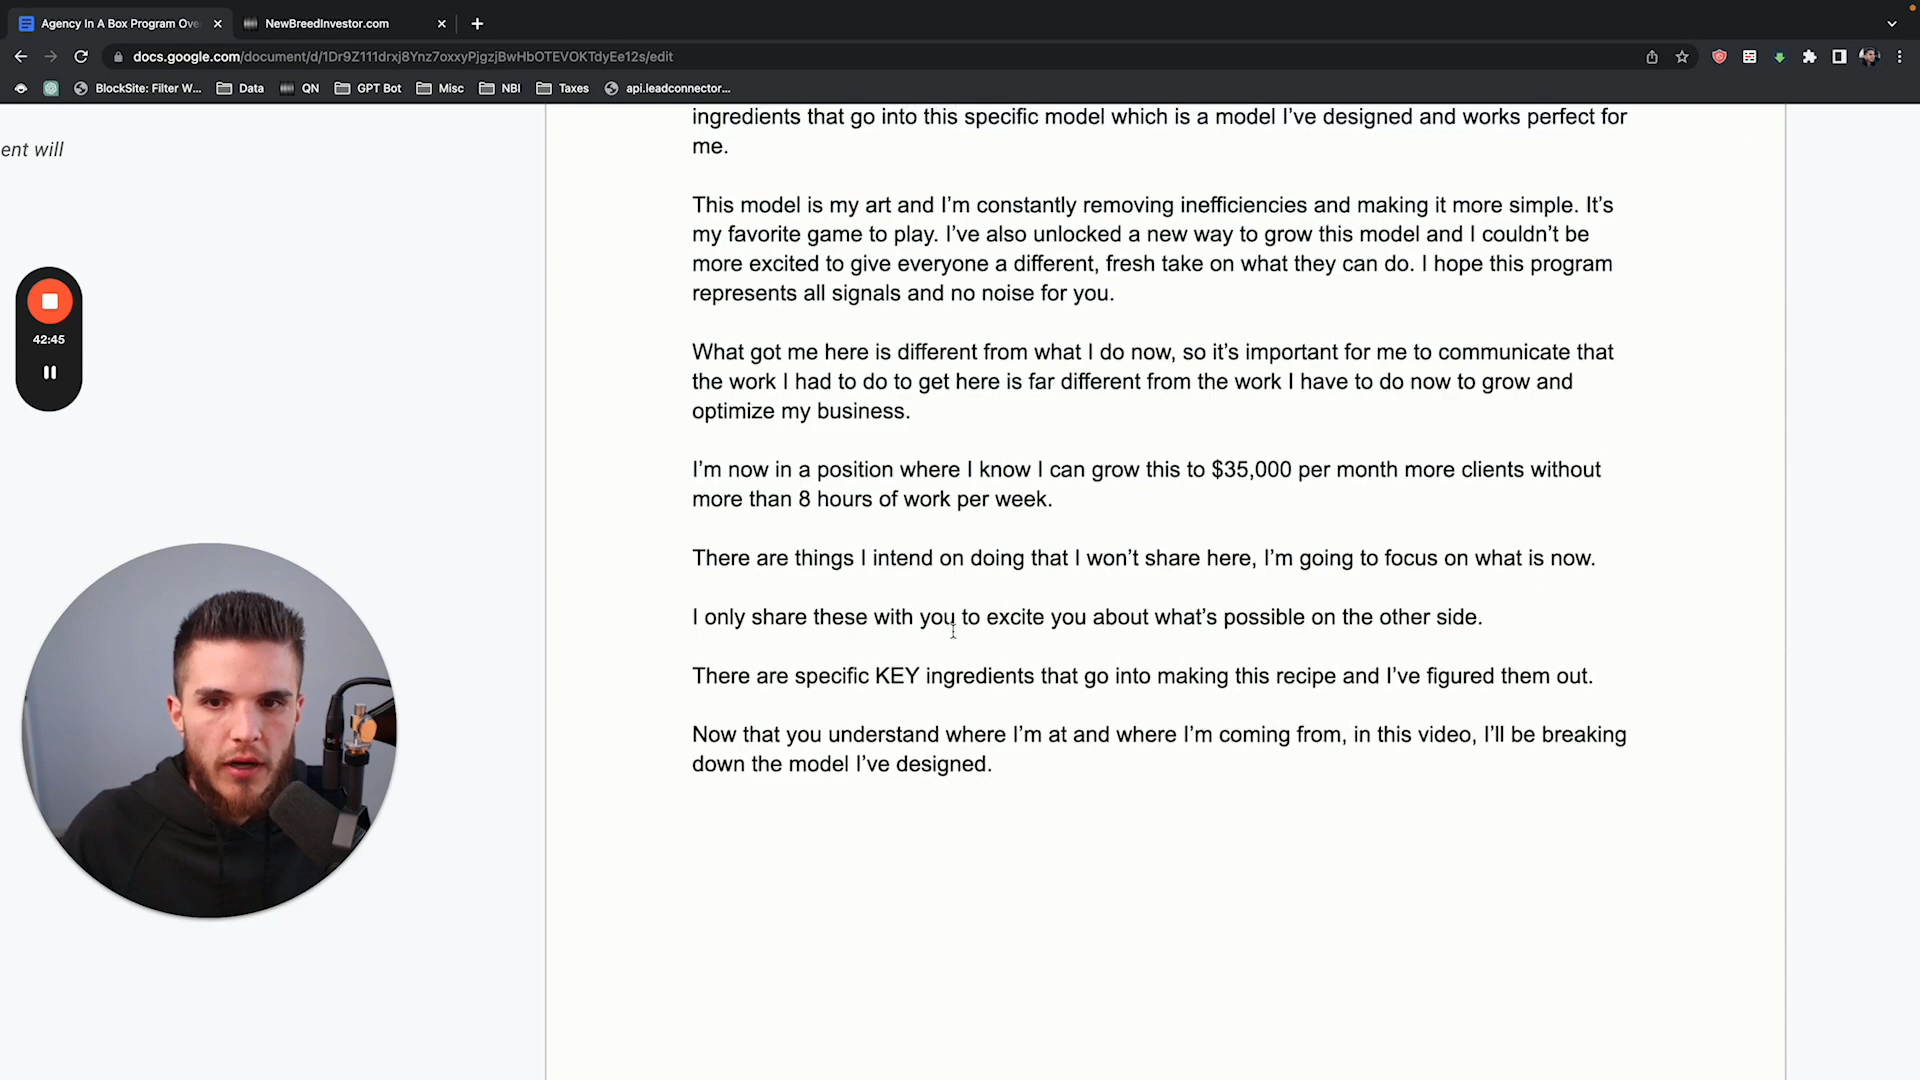 Agency In A Box Program Ove
NewBreedInvestor.com
docs.google.com/document/d/1Dr9Z111drxj8Ynz7oxxyPjgzjBwHbOTEVOKTdyEe12s/edit
BlockSite: Filter W...
Data
QN
GPT Bot
Misc
NBI
Taxes
api.leadconnector...
ent will
42:45
ingredients that go into this specific model which is a model I’ve designed and works perfect for
me.
This model is my art and I’m constantly removing inefficiencies and making it more simple. It’s
my favorite game to play. I’ve also unlocked a new way to grow this model and I couldn’t be
more excited to give everyone a different, fresh take on what they can do. I hope this program
represents all signals and no noise for you.
What got me here is different from what I do now, so it’s important for me to communicate that
the work I had to do to get here is far different from the work I have to do now to grow and
optimize my business.
I’m now in a position where I know I can grow this to $35,000 per month more clients without
more than 8 hours of work per week.
There are things I intend on doing that I won’t share here, I’m going to focus on what is now.
I only share these with you to excite you about what’s possible on the other side.
There are specific KEY ingredients that go into making this recipe and I’ve figured them out.
Now that you understand where I’m at and where I’m coming from, in this video, I’ll be breaking
down the model I’ve designed.